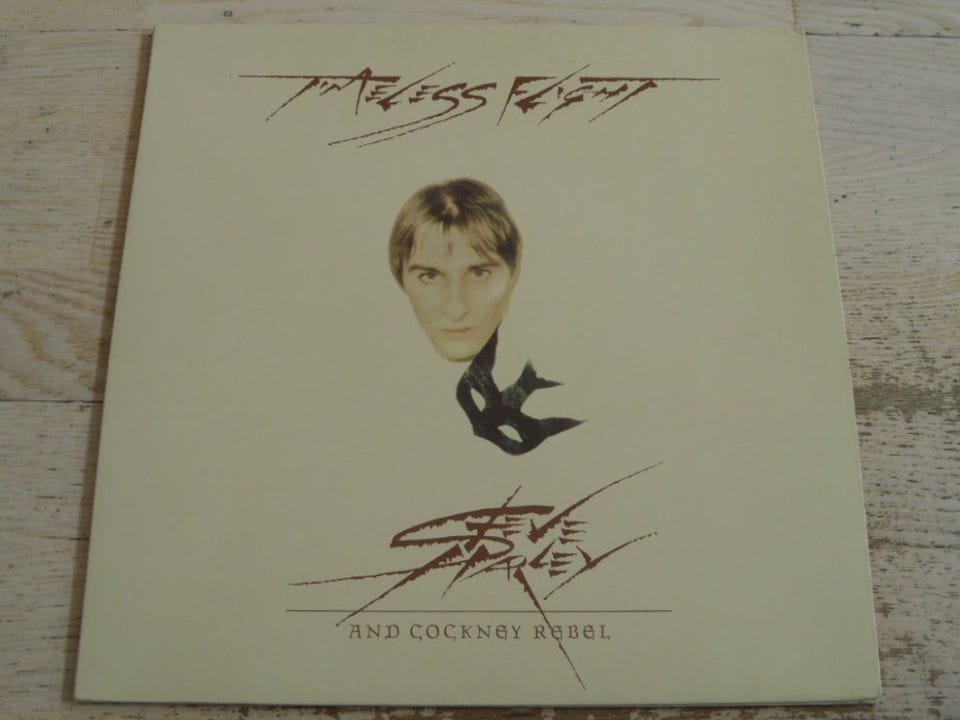 TIMELESS FLIGHT
STEVE
HARLEY
AND COCKNEY REBEL